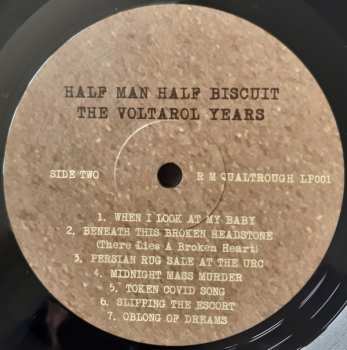 HALF MAN HALF BISCUIT
THE VOLTAROL YEARS
SIDE TWO R M QUALTROUGH LP001
1. WHEN I LOOK AT MY BABY
2. BENEATH THIS BROKEN HEADSTONE
(There Lies A Broken Heart)
3. PERSIAN RUG SALE AT THE URC
4. MIDNIGHT MASS MURDER
5. TOKEN COVID SONG
6. SLIPPING THE ESCORT
7. OBLONG OF DREAMS